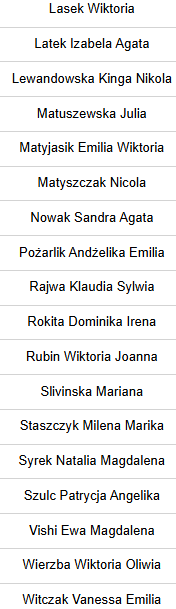 Lasek Wiktoria
Latek Izabela Agata
Lewandowska Kinga Nikola
Matuszewska Julia
Matyjasik Emilia Wiktoria
Matyszczak Nicola
Nowak Sandra Agata
Pożarlik Andżelika Emilia
Rajwa Klaudia Sylwia
Rokita Dominika Irena
Rubin Wiktoria Joanna
Slivinska Mariana
Staszczyk Milena Marika
Syrek Natalia Magdalena
Szulc Patrycja Angelika
Vishi Ewa Magdalena
Wierzba Wiktoria Oliwia
Witczak Vanessa Emilia